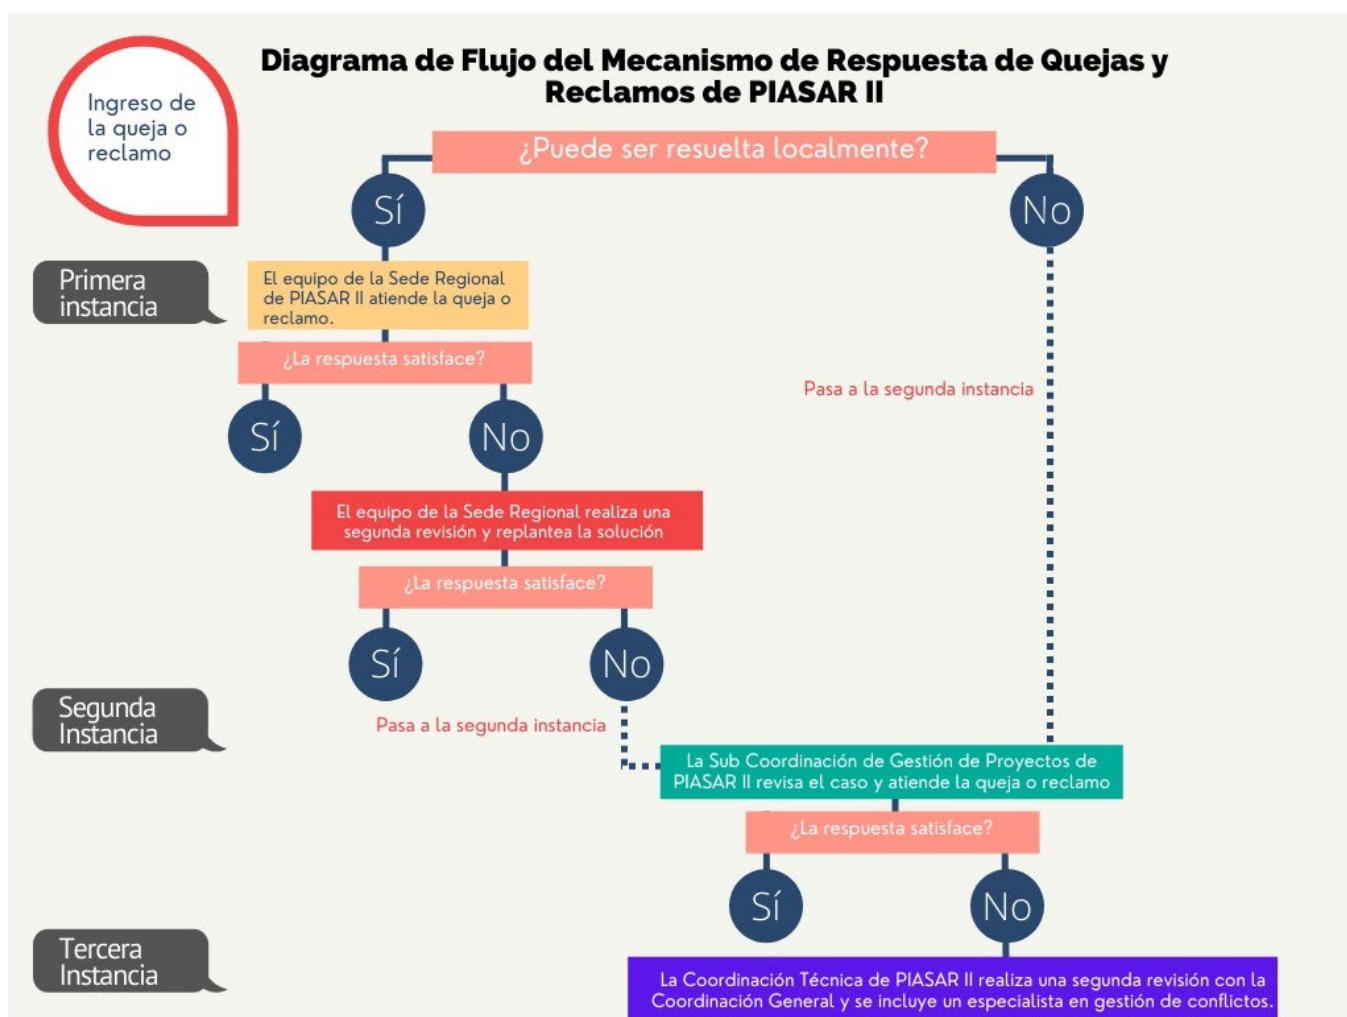 Diagrama de Flujo del Mecanismo de Respuesta de Quejas y
Reclamos de PIASAR II
Ingreso de
la queja o
reclamo
¿Puede ser resuelta localmente?
Sí
No
Primera
instancia
El equipo de la Sede Regional
de PIASAR II atiende la queja o
reclamo.
¿La respuesta satisface?
Pasa a la segunda instancia
Sí
No
El equipo de la Sede Regional realiza una
segunda revisión y replantea la solución
¿La respuesta satisface?
Sí
No
Segunda
Instancia
Pasa a la segunda instancia
La Sub Coordinación de Gestión de Proyectos de
PIASAR II revisa el caso y atiende la queja o reclamo
¿La respuesta satisface?
Sí
No
Tercera
Instancia
La Coordinación Técnica de PIASAR II realiza una segunda revisión con la
Coordinación General y se incluye un especialista en gestión de conflictos.